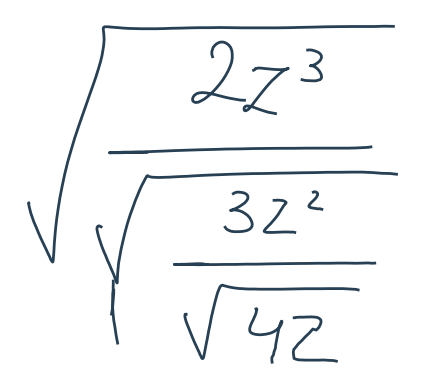 √(2z³ / √(3z² / √(4z)))